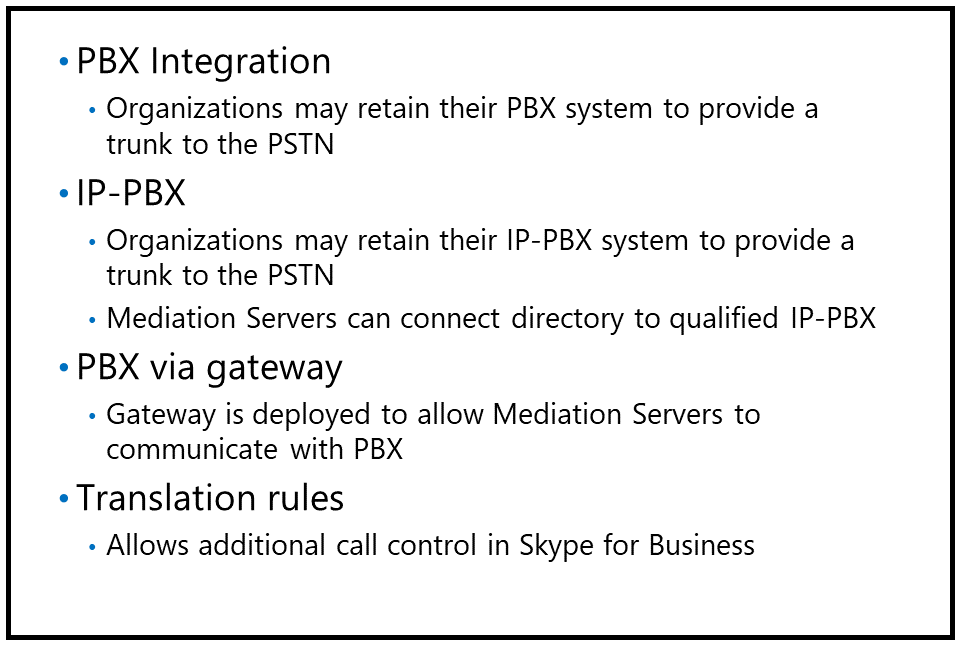 • PBX Integration
• Organizations may retain their PBX system to provide a
trunk to the PSTN
• IP-PBX
• Organizations may retain their IP-PBX system to provide a
trunk to the PSTN
• Mediation Servers can connect directory to qualified IP-PBX
• PBX via gateway
• Gateway is deployed to allow Mediation Servers to
communicate with PBX
• Translation rules
• Allows additional call control in Skype for Business